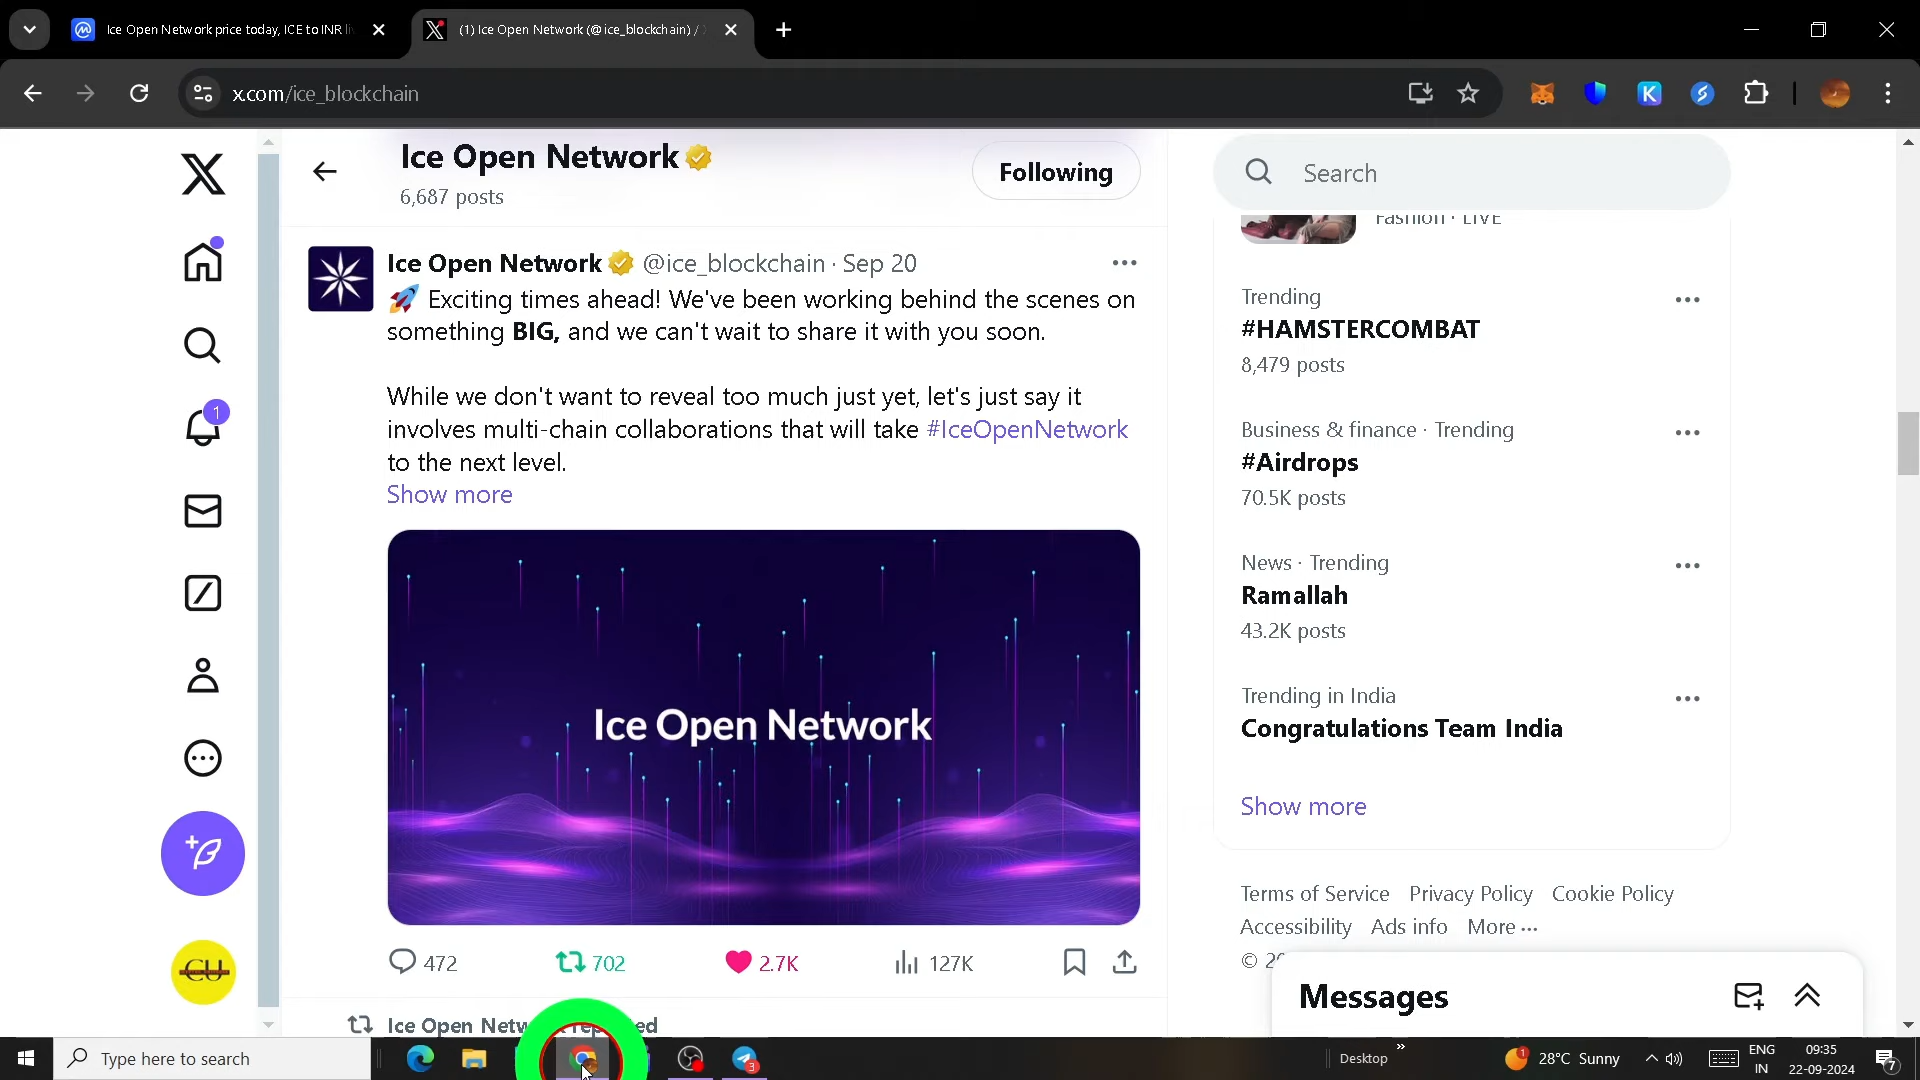 Ice Open Network price today, ICE to INR li
(1) Ice Open Network (@ice_blockchain) /
x.com/ice_blockchain
Ice Open Network
6,687 posts
Following
Search
Fashion · LIVE
Ice Open Network @ice_blockchain · Sep 20
🚀 Exciting times ahead! We've been working behind the scenes on
something BIG, and we can't wait to share it with you soon.
While we don't want to reveal too much just yet, let's just say it
involves multi-chain collaborations that will take #IceOpenNetwork
to the next level.
Show more
Ice Open Network
472
702
2.7K
127K
Ice Open
Trending
#HAMSTERCOMBAT
8,479 posts
Business & finance · Trending
#Airdrops
70.5K posts
News · Trending
Ramallah
43.2K posts
Trending in India
Congratulations Team India
Show more
Terms of Service Privacy Policy Cookie Policy
Accessibility Ads info More ···
©
Messages
1
CU
Type here to search
3
Desktop
»
1
28°C Sunny
ENG
IN
09:35
22-09-2024
7